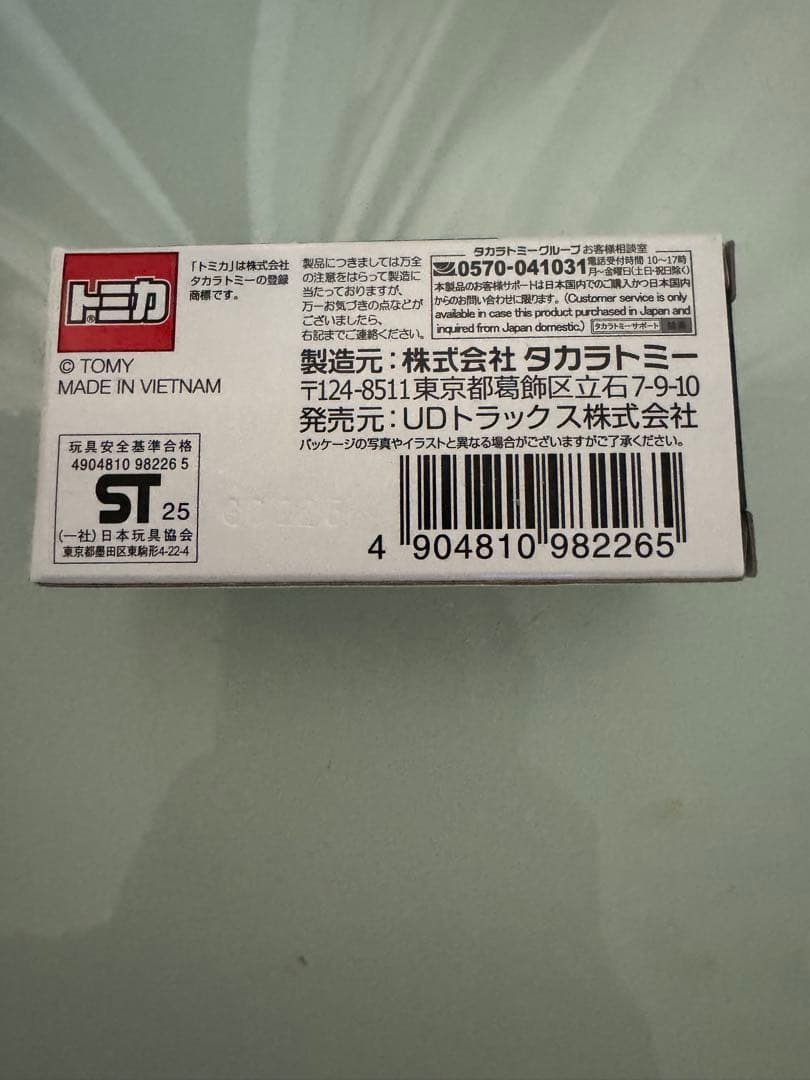 トミカ
®
© TOMY
MADE IN VIETNAM
「トミカ」は株式会社
タカラトミーの登録
商標です。
製品につきましては万全
の注意をはらって製造に
当たっておりますが、
万一お気づきの点などが
ございましたら、
右記までご連絡ください。
タカラトミーグループ お客様相談室
0570-041031 電話受付時間 10〜17時
月〜金曜日(土日・祝日除く)
本製品のお客様サポートは日本国内でのご購入かつ日本国内
からのお問い合わせに限ります。(Customer service is only
available in case this product purchased in Japan and
inquired from Japan domestic.) タカラトミーサポート 検索
製造元：株式会社 タカラトミー
〒124-8511 東京都葛飾区立石7-9-10
発売元：UDトラックス株式会社
パッケージの写真やイラストと異なる場合がございますがご了承ください。
玩具安全基準合格
4904810 98226 5
ST 25
(一社)日本玩具協会
東京都墨田区東駒形4-22-4
4 904810 982265